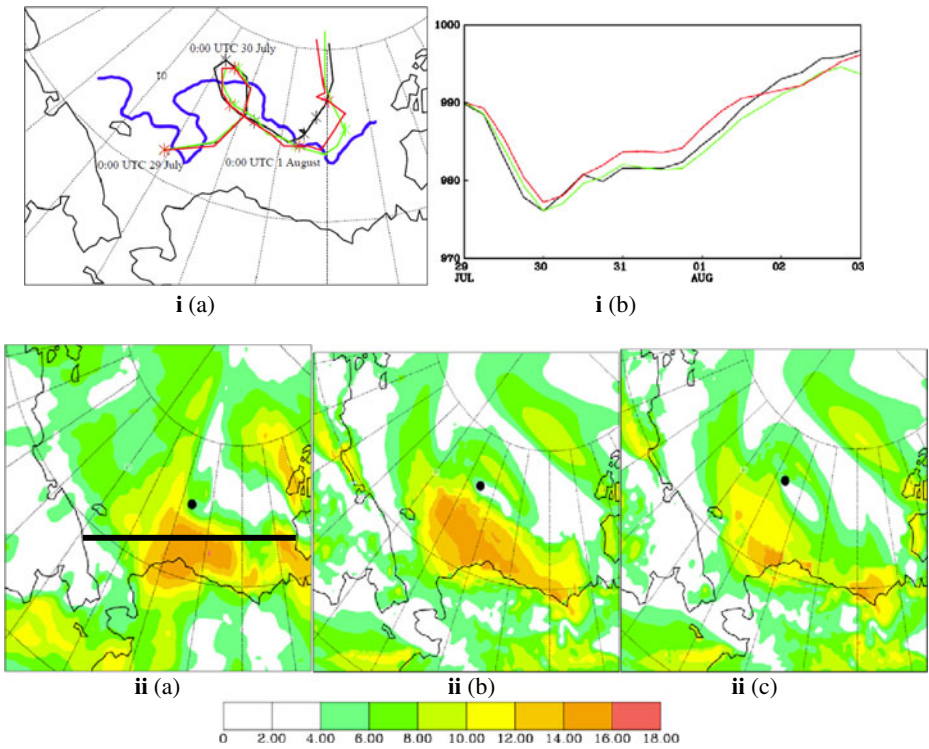 0:00 UTC 30 July
0:00 UTC 29 July
0:00 UTC 1 August
i (a)
1000
990
980
970
29
JUL
30
31
01
AUG
02
03
i (b)
ii (a)
ii (b)
ii (c)
0 2.00 4.00 6.00 8.00 10.00 12.00 14.00 16.00 18.00